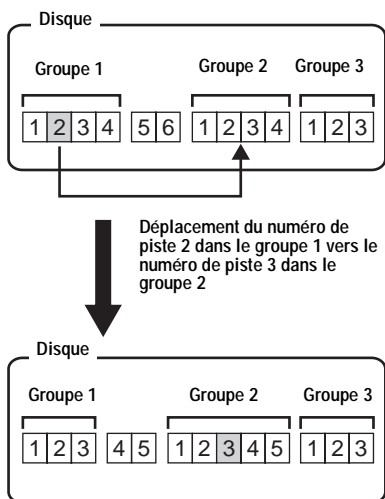 Disque
Groupe 1 Groupe 2 Groupe 3
1 2 3 4 5 6 1 2 3 4 1 2 3
Déplacement du numéro de
piste 2 dans le groupe 1 vers le
numéro de piste 3 dans le
groupe 2
Disque
Groupe 1 Groupe 2 Groupe 3
1 2 3 4 5 1 2 3 4 5 1 2 3